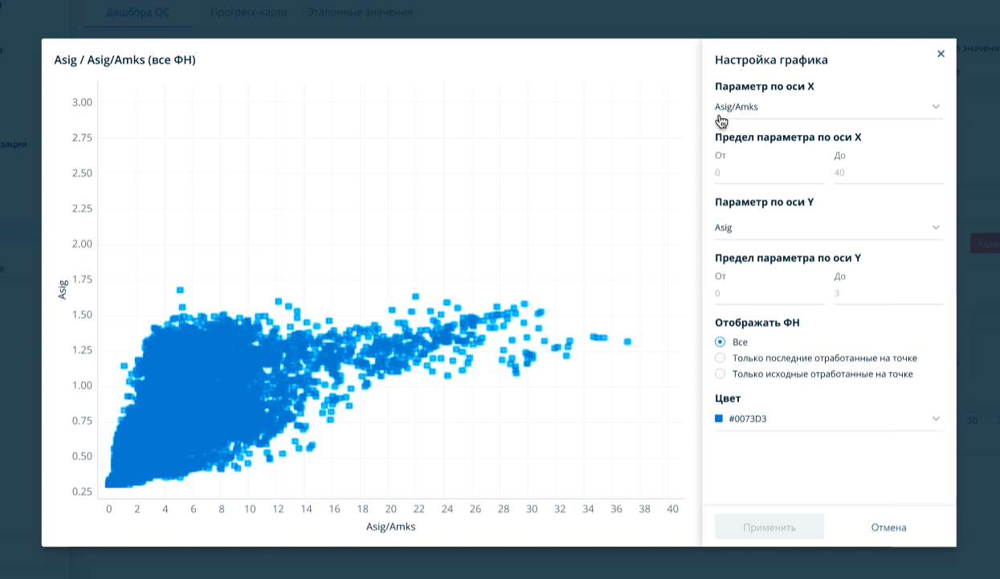 Дашборд QC
Прогресс-карта
Эталонные значения
Asig / Asig/Amks (все ФН)
3.00
2.75
2.50
2.25
2.00
1.75
1.50
1.25
1.00
0.75
0.50
0.25
Asig
0 2 4 6 8 10 12 14 16 18 20 22 24 26 28 30 32 34 36 38 40
Asig/Amks
Настройка графика
Параметр по оси X
Asig/Amks
Предел параметра по оси X
От До
0 40
Параметр по оси Y
Asig
Предел параметра по оси Y
От До
0 3
Отображать ФН
Все
Только последние отработанные на точке
Только исходные отработанные на точке
Цвет
#0073D3
Применить Отмена
зация
30